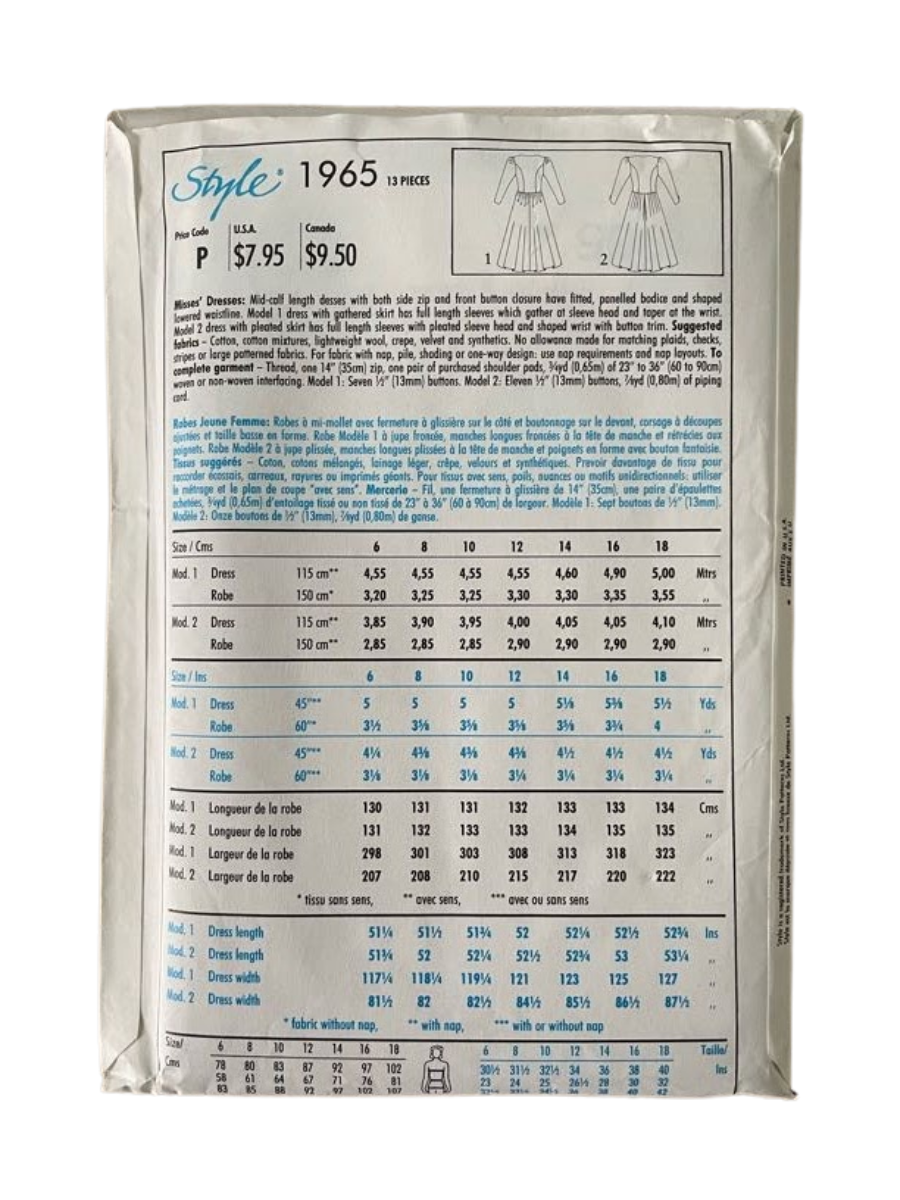 Style 1965 13 PIECES
Price Code U.S.A. Canada
P $7.95 $9.50
1 2
Misses' Dresses: Mid-calf length desses with both side zip and front button closure have fitted, panelled bodice and shaped
lowered waistline. Model 1 dress with gathered skirt has full length sleeves which gather at sleeve head and taper at the wrist.
Model 2 dress with pleated skirt has full length sleeves with pleated sleeve head and shaped wrist with button trim. Suggested
fabrics – Cotton, cotton mixtures, lightweight wool, crepe, velvet and synthetics. No allowance made for matching plaids, checks,
stripes or large patterned fabrics. For fabric with nap, pile, shading or one-way design: use nap requirements and nap layouts. To
complete garment – Thread, one 14" (35cm) zip, one pair of purchased shoulder pads, ¾yd (0,65m) of 23" to 36" (60 to 90cm)
woven or non-woven interfacing. Model 1: Seven ½" (13mm) buttons. Model 2: Eleven ½" (13mm) buttons, ⅞yd (0,80m) of piping
cord.
Robes Jeune Femme: Robes à mi-mollet avec fermeture à glissière sur le côté et boutonnage sur le devant, corsage à découpes
ajustées et taille basse en forme. Robe Modèle 1 à jupe froncée, manches longues froncées à la tête de manche et rétrécies aux
poignets. Robe Modèle 2 à jupe plissée, manches longues plissées à la tête de manche et poignets en forme avec bouton fantaisie.
Tissus suggérés – Coton, cotons mélangés, lainage léger, crêpe, velours et synthétiques. Prevoir davantage de tissu pour
raccorder écossais, carreaux, rayures ou imprimés géants. Pour tissus avec sens, poils, nuances ou motifs unidirectionnels: utiliser
le métrage et le plan de coupe "avec sens". Mercerie – Fil, une fermeture à glissière de 14" (35cm), une paire d'épaulettes
achetées, ¾yd (0,65m) d'entoilage tissé ou non tissé de 23" à 36" (60 à 90cm) de largeur. Modèle 1: Sept boutons de ½" (13mm).
Modèle 2: Onze boutons de ½" (13mm), ⅞yd (0,80m) de ganse.
Size / Cms 6 8 10 12 14 16 18
Mod. 1 Dress 115 cm** 4,55 4,55 4,55 4,55 4,60 4,90 5,00 Mtrs
Robe 150 cm* 3,20 3,25 3,25 3,30 3,30 3,35 3,55 ,,
Mod. 2 Dress 115 cm** 3,85 3,90 3,95 4,00 4,05 4,05 4,10 Mtrs
Robe 150 cm** 2,85 2,85 2,85 2,90 2,90 2,90 2,90 ,,
Size / Ins 6 8 10 12 14 16 18
Mod. 1 Dress 45"** 5 5 5 5 5⅛ 5⅜ 5½ Yds
Robe 60"* 3½ 3⅝ 3⅝ 3⅝ 3⅝ 3¾ 4 ,,
Mod. 2 Dress 45"** 4¼ 4⅜ 4⅜ 4⅜ 4½ 4½ 4½ Yds
Robe 60"** 3⅛ 3⅛ 3⅛ 3¼ 3¼ 3¼ 3¼ ,,
Mod. 1 Longueur de la robe 130 131 131 132 133 133 134 Cms
Mod. 2 Longueur de la robe 131 132 133 133 134 135 135 ,,
Mod. 1 Largeur de la robe 298 301 303 308 313 318 323 ,,
Mod. 2 Largeur de la robe 207 208 210 215 217 220 222 ,,
* tissu sans sens, ** avec sens, *** avec ou sans sens
Mod. 1 Dress length 51¼ 51½ 51¾ 52 52¼ 52½ 52¾ Ins
Mod. 2 Dress length 51¾ 52 52¼ 52½ 52¾ 53 53¼ ,,
Mod. 1 Dress width 117¼ 118¼ 119¼ 121 123 125 127 ,,
Mod. 2 Dress width 81½ 82 82½ 84½ 85½ 86½ 87½ ,,
* fabric without nap, ** with nap, *** with or without nap
Size/ 6 8 10 12 14 16 18 6 8 10 12 14 16 18 Taille/
Cms 78 80 83 87 92 97 102 30½ 31½ 32½ 34 36 38 40 Ins
58 61 64 67 71 76 81 23 24 25 26½ 28 30 32
83 85 88 92 97 102 107
PRINTED IN U.S.A.
Style is a registered trademark of Style Patterns Ltd.